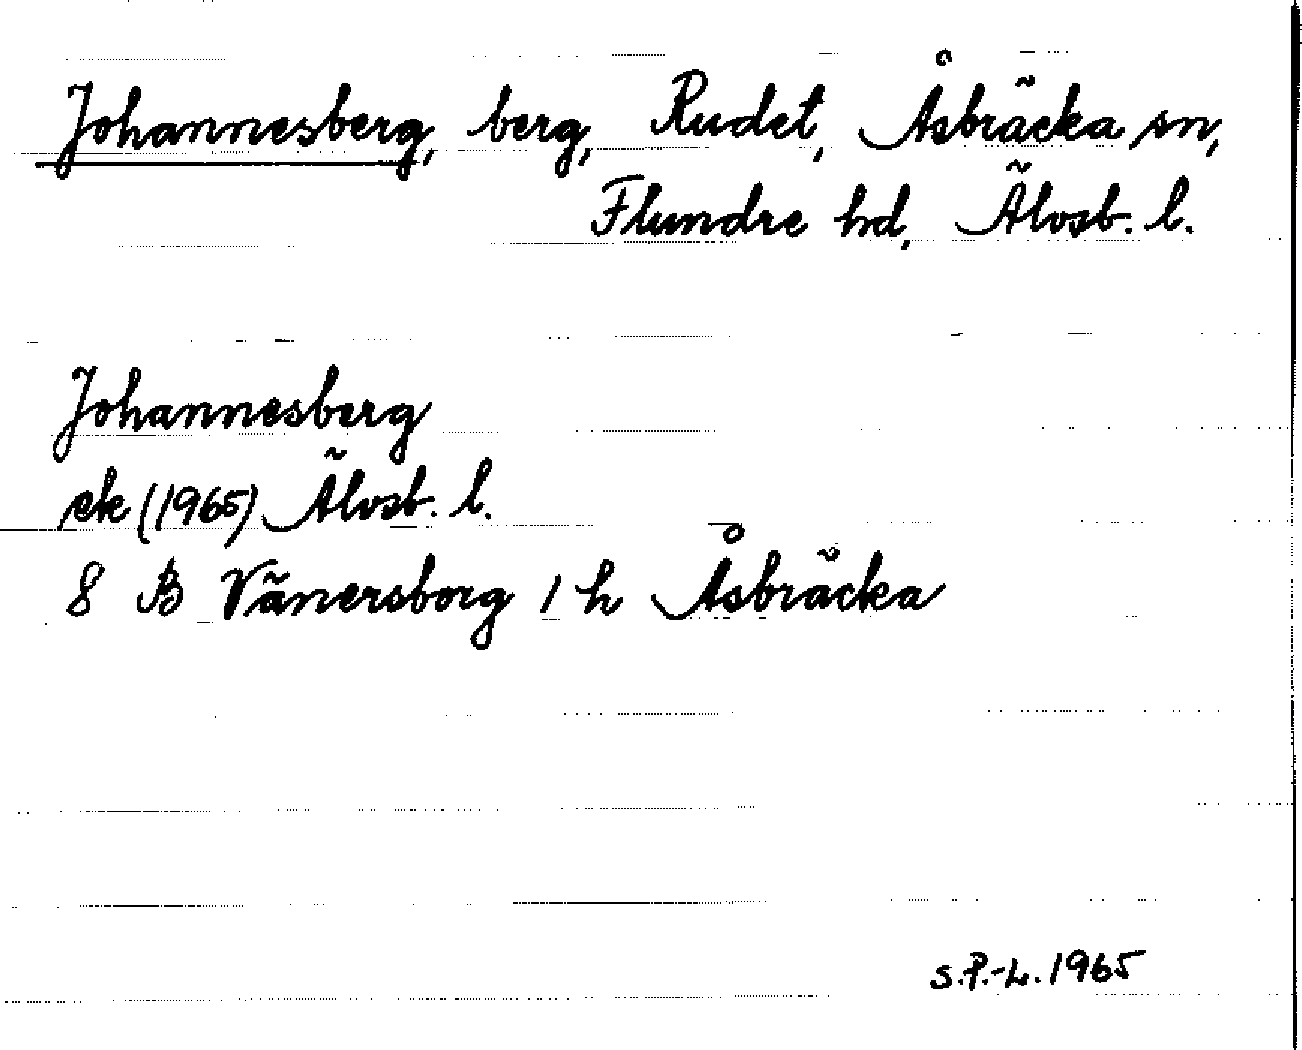 Johannesberg, berg, Rudet, Åsbräcka sn,
Flundre hd, Älvsb. l.
Johannesberg
ek (1965) Älvsb. l.
8 B Vänersborg 1 h Åsbräcka
S.P.-L. 1965